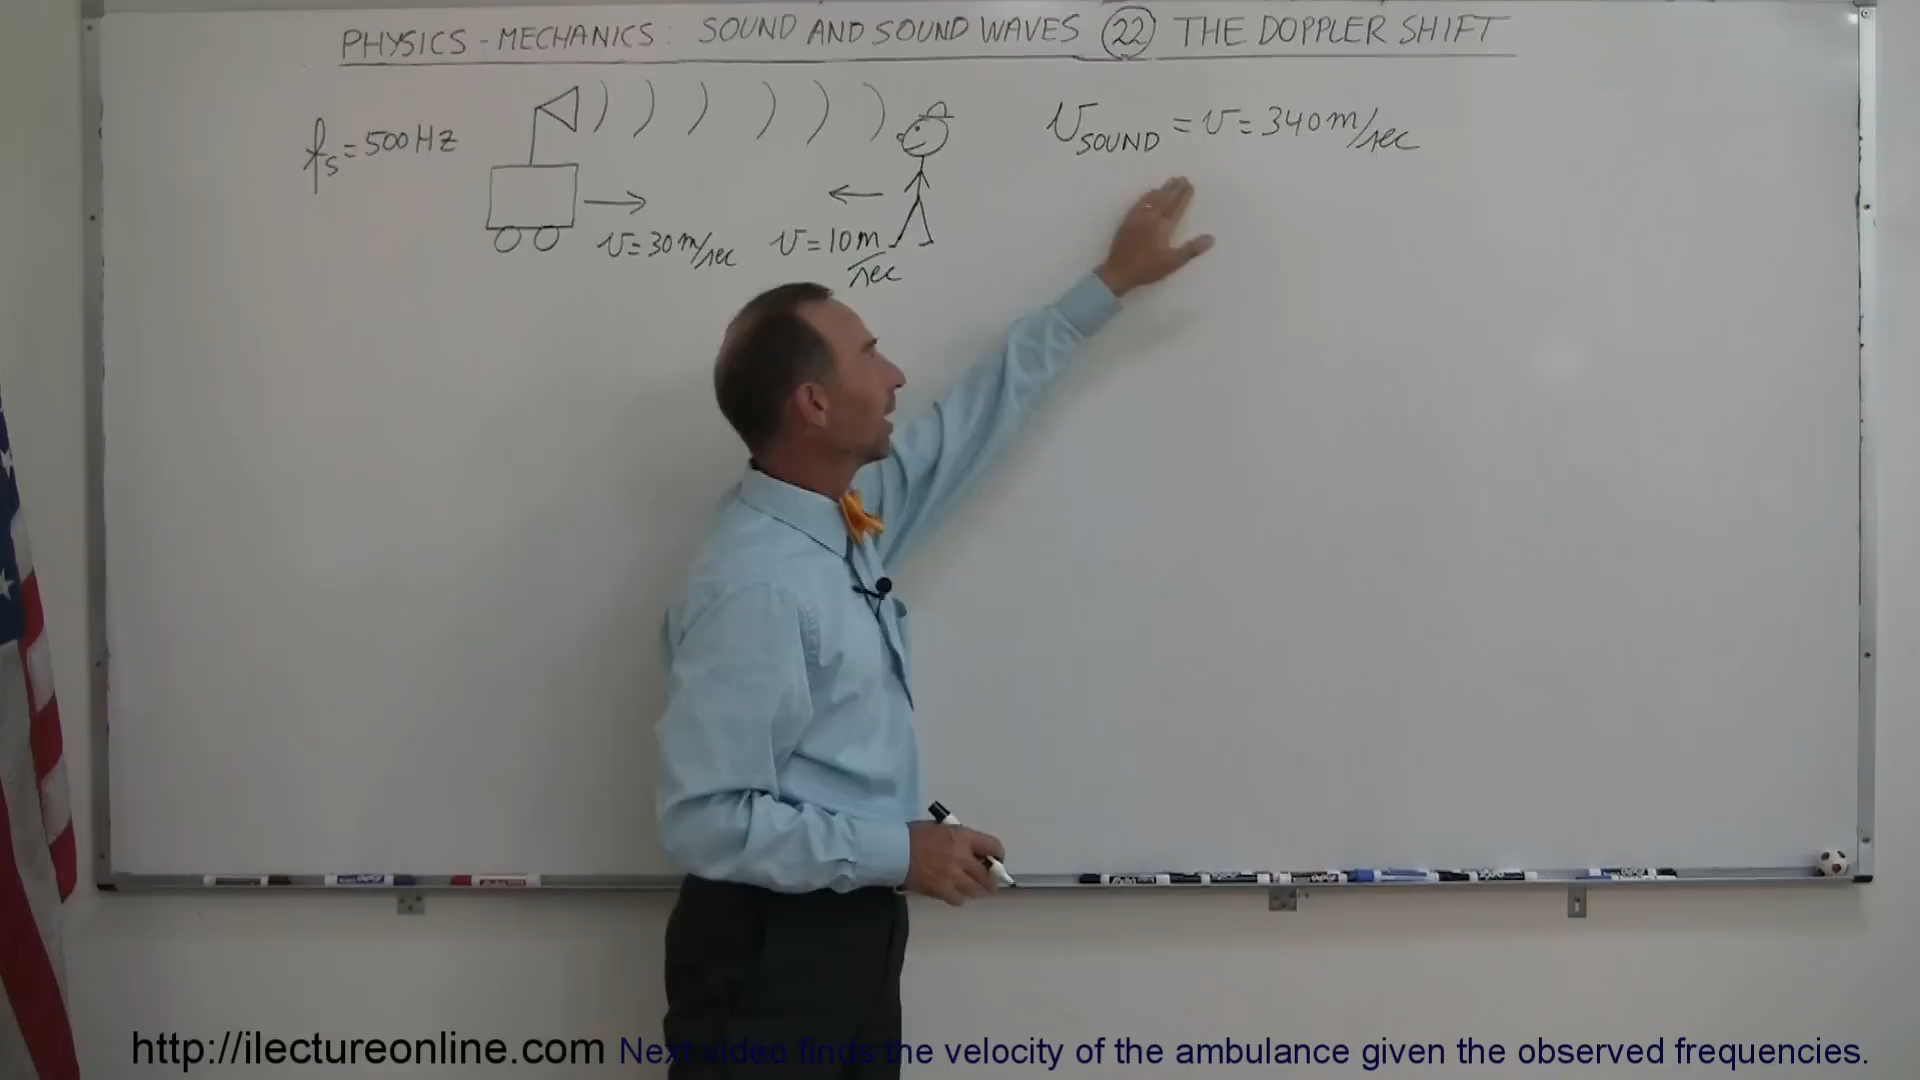 PHYSICS - MECHANICS: SOUND AND SOUND WAVES 22 THE DOPPLER SHIFT
fs = 500 Hz
VSOUND = v = 340 m/sec
v = 30 m/sec
v = 10 m/sec
http://ilectureonline.com Next video finds the velocity of the ambulance given the observed frequencies.